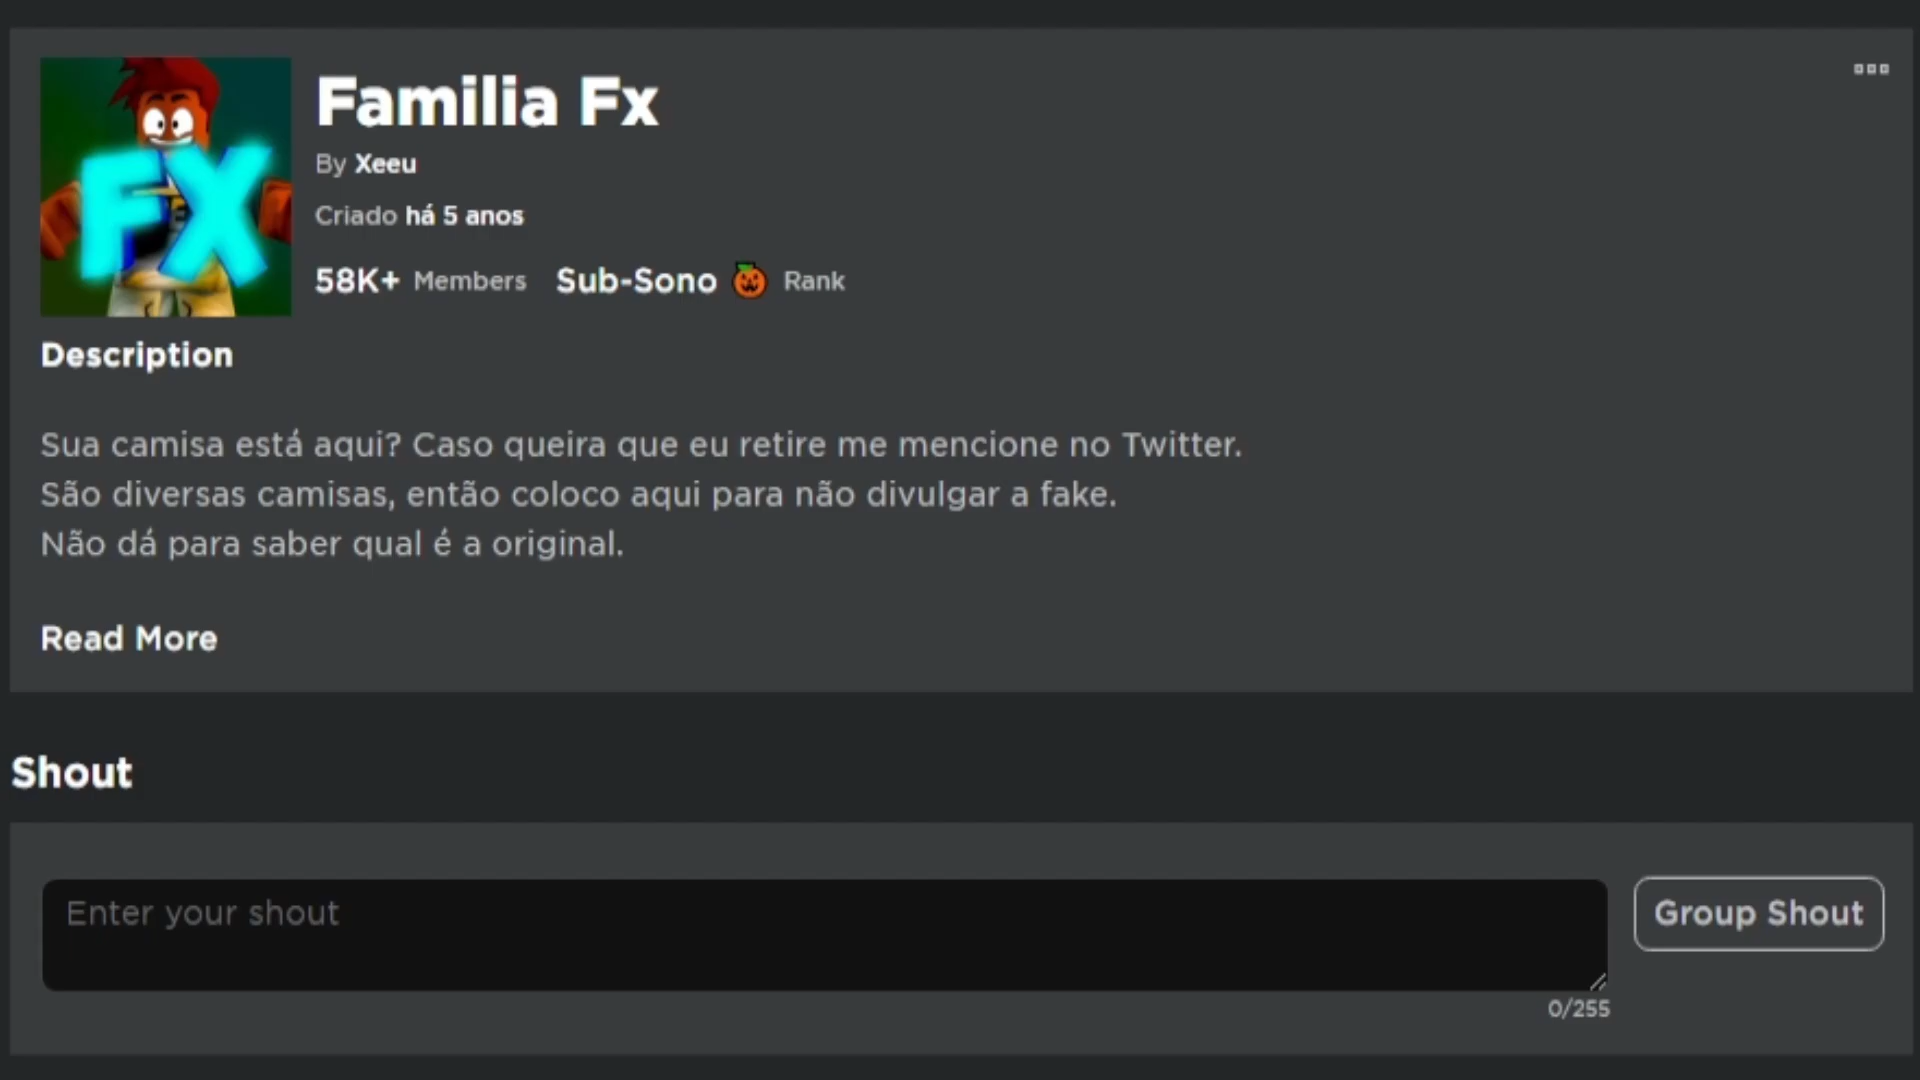 FX
Familia Fx
By Xeeu
Criado há 5 anos
58K+ Members Sub-Sono 🎃 Rank
Description
Sua camisa está aqui? Caso queira que eu retire me mencione no Twitter.
São diversas camisas, então coloco aqui para não divulgar a fake.
Não dá para saber qual é a original.
Read More
Shout
Enter your shout
Group Shout
0/255